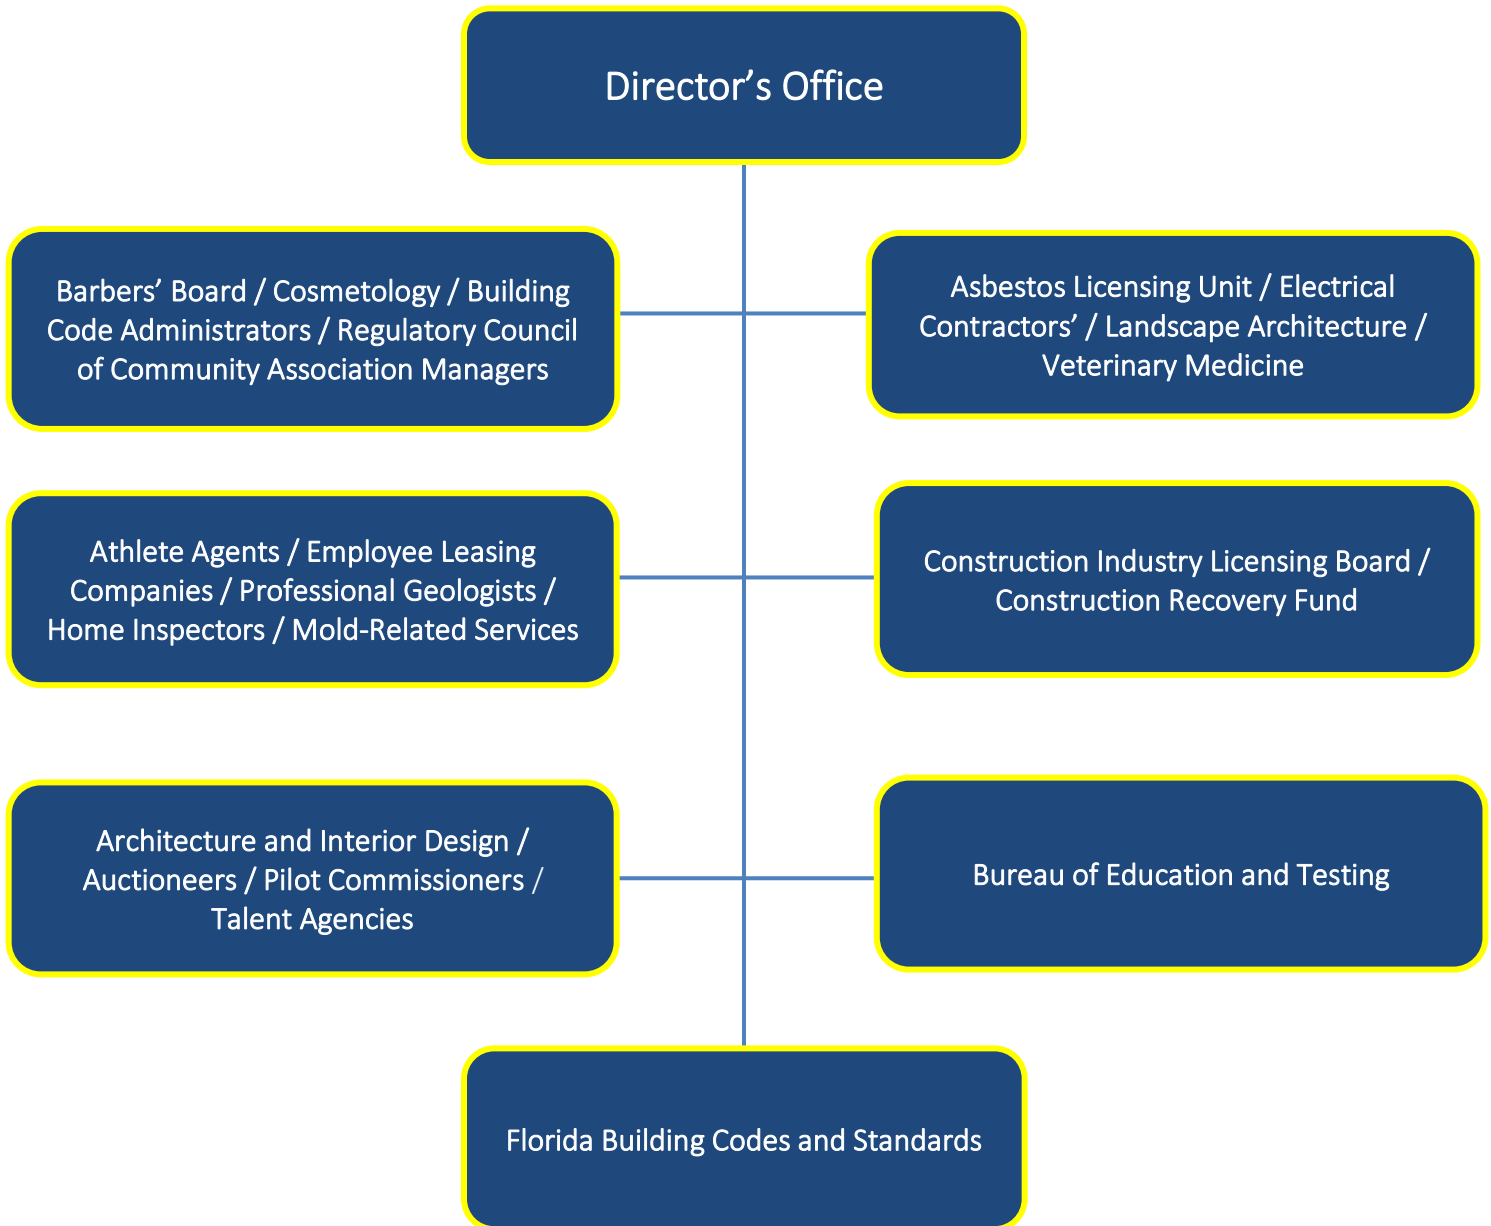 Director’s Office
Barbers’ Board / Cosmetology / Building
Code Administrators / Regulatory Council
of Community Association Managers
Asbestos Licensing Unit / Electrical
Contractors’ / Landscape Architecture /
Veterinary Medicine
Athlete Agents / Employee Leasing
Companies / Professional Geologists /
Home Inspectors / Mold-Related Services
Construction Industry Licensing Board /
Construction Recovery Fund
Architecture and Interior Design /
Auctioneers / Pilot Commissioners /
Talent Agencies
Bureau of Education and Testing
Florida Building Codes and Standards